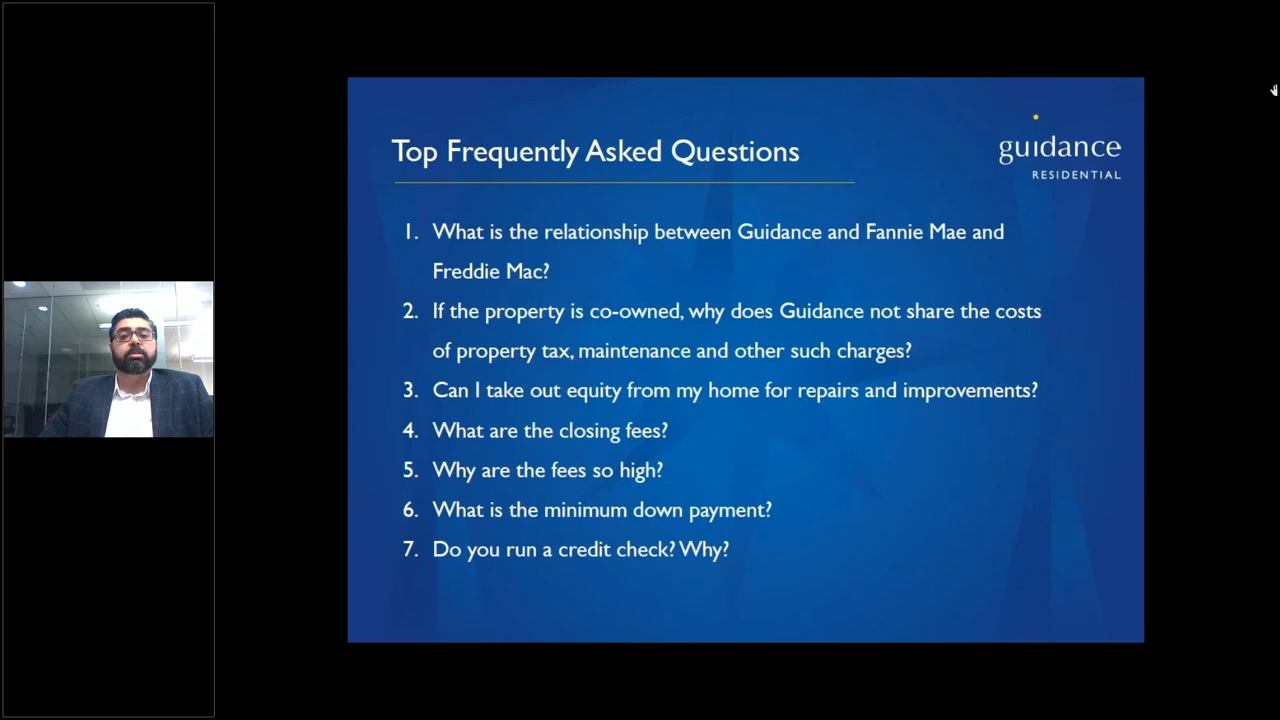 Top Frequently Asked Questions
guidance
RESIDENTIAL
1. What is the relationship between Guidance and Fannie Mae and
Freddie Mac?
2. If the property is co-owned, why does Guidance not share the costs
of property tax, maintenance and other such charges?
3. Can I take out equity from my home for repairs and improvements?
4. What are the closing fees?
5. Why are the fees so high?
6. What is the minimum down payment?
7. Do you run a credit check? Why?